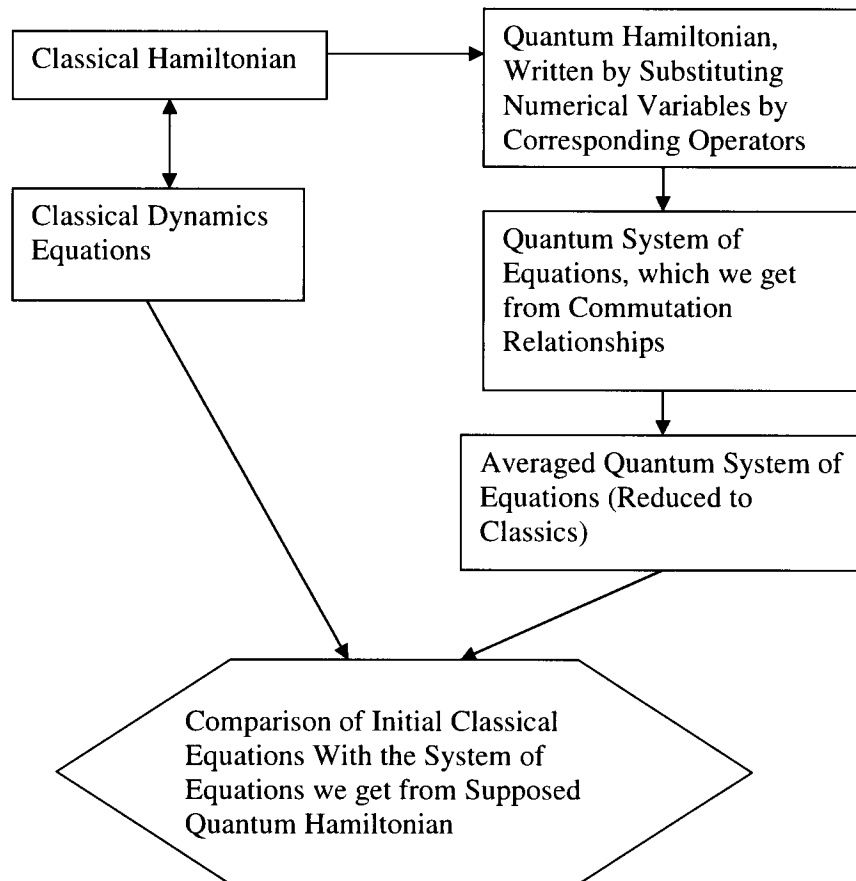 Classical Hamiltonian
Quantum Hamiltonian,
Written by Substituting
Numerical Variables by
Corresponding Operators
Classical Dynamics
Equations
Quantum System of
Equations, which we get
from Commutation
Relationships
Averaged Quantum System of
Equations (Reduced to
Classics)
Comparison of Initial Classical
Equations With the System of
Equations we get from Supposed
Quantum Hamiltonian